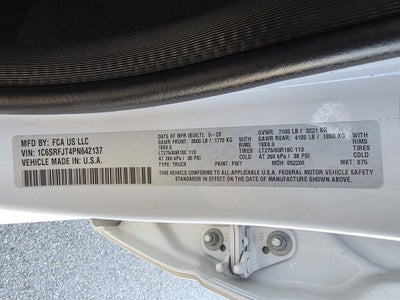 MFD BY: FCA US LLC
VIN: 1C6SRFJT4PN642137
VEHICLE MADE IN: U.S.A.
DATE OF MFR (BUILT): 5-23
GAWR FRONT: 3900 LB / 1770 KG
18X8.0
LT275/65R18C 113
AT 260 kPa / 38 PSI
TYPE: TRUCK
PAINT: PW7
WITH
RIMS
TIRES
COLD
GVWR: 7100 LB / 3221 KG
GAWR REAR: 4100 LB / 1860 KG
18X8.0
LT275/65R18C 113
AT 260 kPa / 38 PSI
MDH: 052206
WITH
RIMS
TIRES
COLD
MKT: 875
THIS VEHICLE CONFORMS TO ALL APPLICABLE U.S.A. FEDERAL MOTOR VEHICLE
SAFETY STANDARDS IN EFFECT ON THE DATE OF MANUFACTURE SHOWN ABOVE.